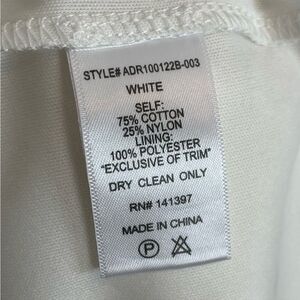 STYLE# ADR100122B-003
WHITE
SELF:
75% COTTON
25% NYLON
LINING:
100% POLYESTER
"EXCLUSIVE OF TRIM"
DRY CLEAN ONLY
RN# 141397
MADE IN CHINA
P